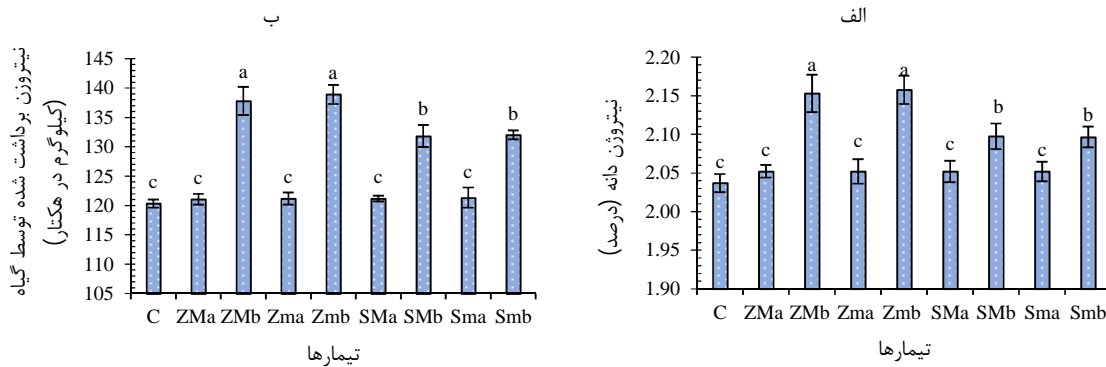 الف
نیتروژن دانه (درصد)
2.20
2.15
2.10
2.05
2.00
1.95
1.90
c c a c a c b c b
C ZMa ZMb Zma Zmb SMa SMb Sma Smb
تیمارها
ب
نیتروزن برداشت شده توسط گیاه
(کیلوگرم در هکتار)
145
140
135
130
125
120
115
110
105
c c a c a c b c b
C ZMa ZMb Zma Zmb SMa SMb Sma Smb
تیمارها